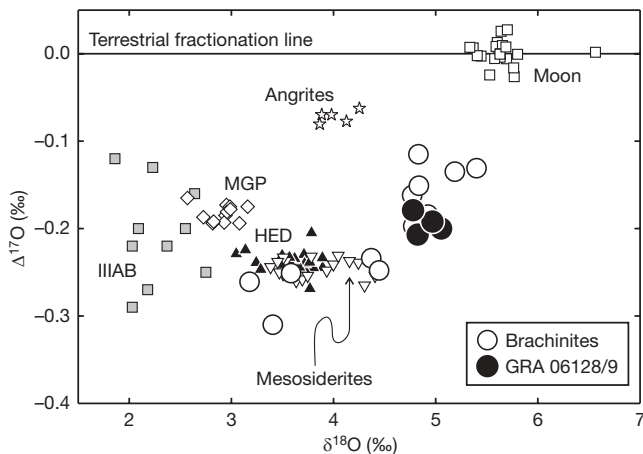 0.0
–0.1
–0.2
–0.3
–0.4
Δ¹⁷O (‰)
Terrestrial fractionation line
Moon
Angrites
MGP
HED
IIIAB
Mesosiderites
Brachinites
GRA 06128/9
2 3 4 5 6 7
δ¹⁸O (‰)